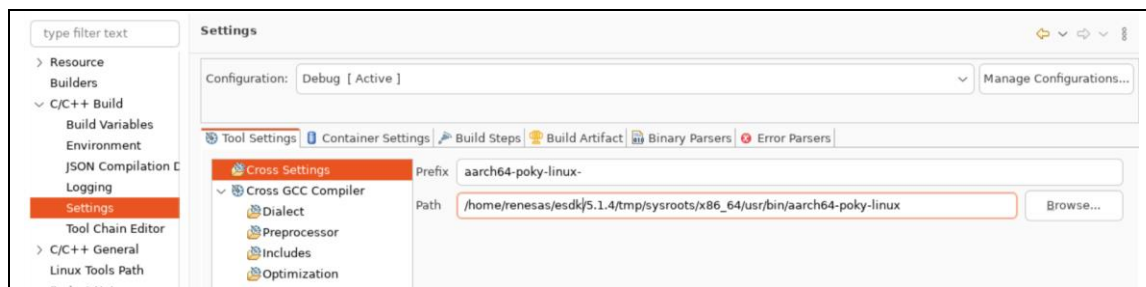 type filter text
Resource
Builders
C/C++ Build
Build Variables
Environment
JSON Compilation D
Logging
Settings
Tool Chain Editor
C/C++ General
Linux Tools Path
Settings
Configuration: Debug [ Active ] Manage Configurations...
Tool Settings Container Settings Build Steps Build Artifact Binary Parsers Error Parsers
Cross Settings
Cross GCC Compiler
Dialect
Preprocessor
Includes
Optimization
Prefix aarch64-poky-linux-
Path /home/renesas/esdk/5.1.4/tmp/sysroots/x86_64/usr/bin/aarch64-poky-linux Browse...